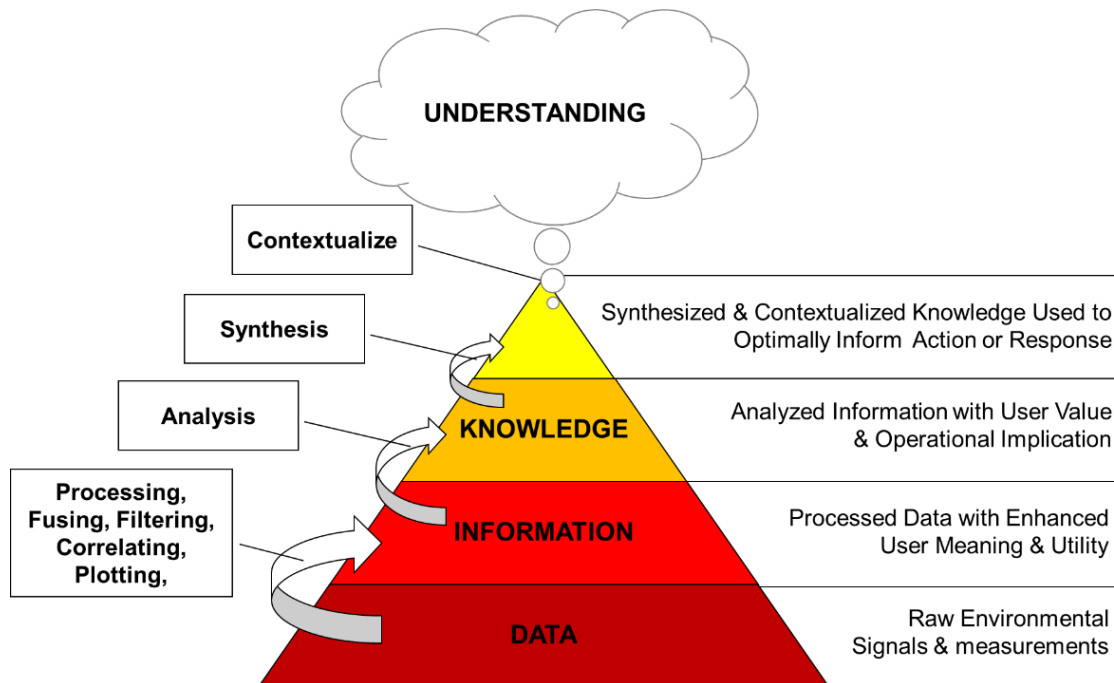 UNDERSTANDING
Contextualize
Synthesized & Contextualized Knowledge Used to
Optimally Inform Action or Response
Synthesis
Analyzed Information with User Value
& Operational Implication
KNOWLEDGE
Analysis
Processed Data with Enhanced
User Meaning & Utility
INFORMATION
Processing,
Fusing, Filtering,
Correlating,
Plotting,
Raw Environmental
Signals & measurements
DATA